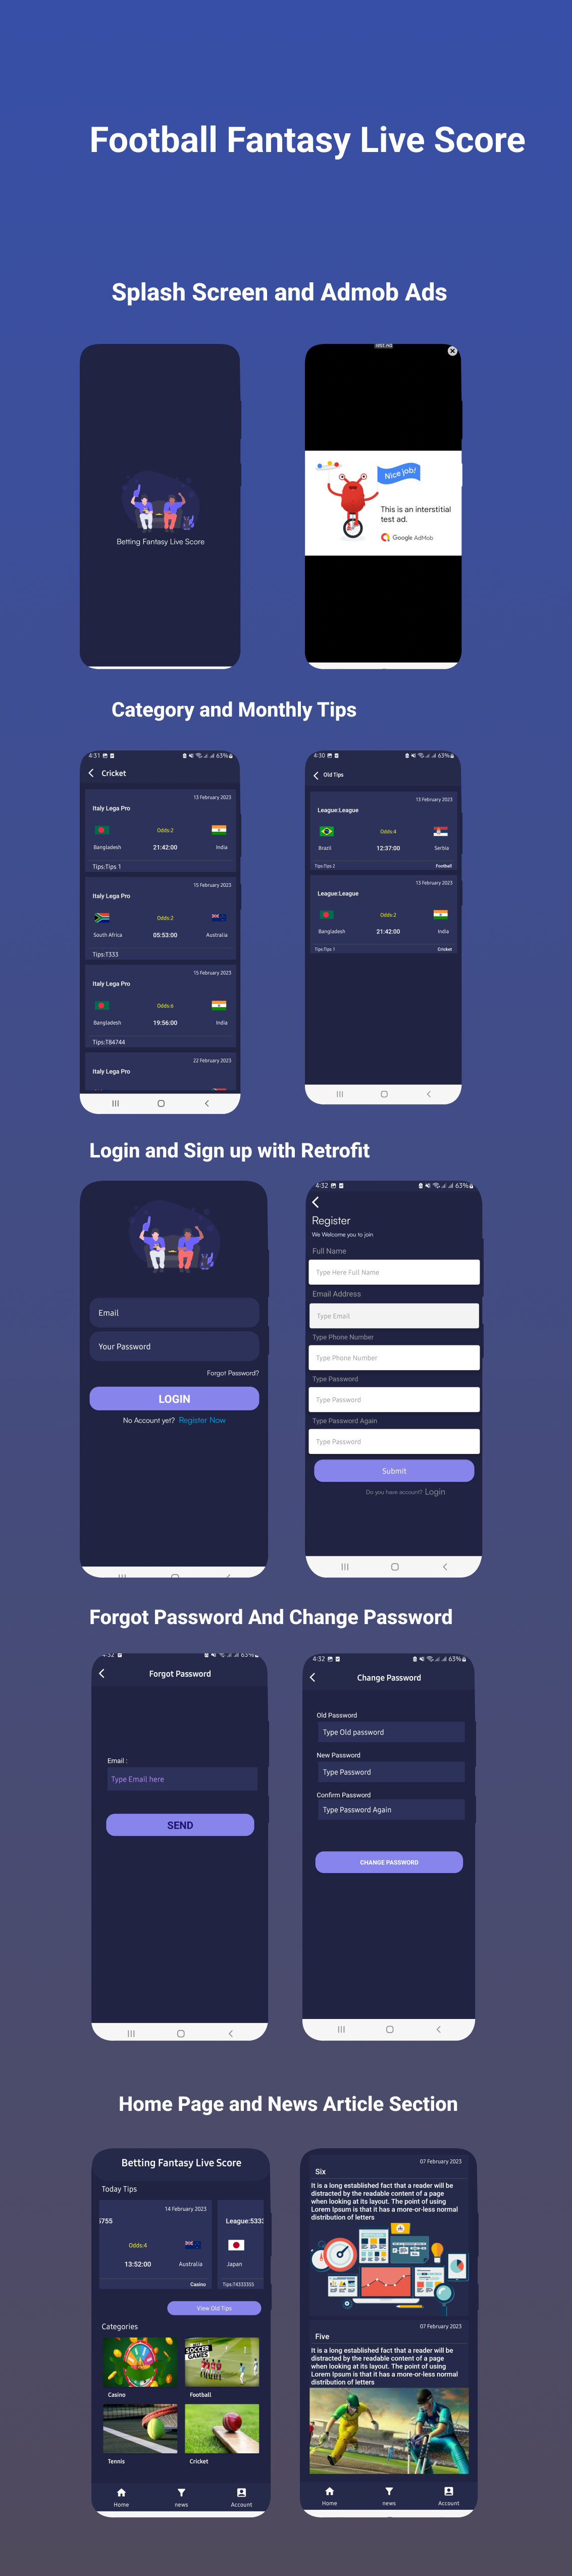 Football Fantasy Live Score
Splash Screen and Admob Ads
Betting Fantasy Live Score
Test Ad
Nice job!
This is an interstitial
test ad.
Google AdMob
Category and Monthly Tips
4:31 63%
Cricket
13 February 2023
Italy Lega Pro
Odds:2
Bangladesh 21:42:00 India
Tips:Tips 1
15 February 2023
Italy Lega Pro
Odds:2
South Africa 05:53:00 Australia
Tips:T333
15 February 2023
Italy Lega Pro
Odds:6
Bangladesh 19:56:00 India
Tips:T84744
22 February 2023
Italy Lega Pro
4:30 63%
Old Tips
13 February 2023
League:League
Odds:4
Brazil 12:37:00 Serbia
Tips:Tips 2 Football
13 February 2023
League:League
Odds:2
Bangladesh 21:42:00 India
Tips:Tips 1 Cricket
Login and Sign up with Retrofit
Email
Your Password
Forgot Password?
LOGIN
No Account yet? Register Now
4:32 63%
Register
We Welcome you to join
Full Name
Type Here Full Name
Email Address
Type Email
Type Phone Number
Type Phone Number
Type Password
Type Password
Type Password Again
Type Password
Submit
Do you have account? Login
Forgot Password And Change Password
4:32 63%
Forgot Password
Email :
Type Email here
SEND
4:32 63%
Change Password
Old Password
Type Old password
New Password
Type Password
Confirm Password
Type Password Again
CHANGE PASSWORD
Home Page and News Article Section
Betting Fantasy Live Score
Today Tips
14 February 2023
League:533
Odds:4
13:52:00 Australia Japan
Casino Tips:T4333355
View Old Tips
Categories
SOCCER
GAMES
Casino Football
Tennis Cricket
Home news Account
07 February 2023
Six
It is a long established fact that a reader will be
distracted by the readable content of a page
when looking at its layout. The point of using
Lorem Ipsum is that it has a more-or-less normal
distribution of letters
07 February 2023
Five
It is a long established fact that a reader will be
distracted by the readable content of a page
when looking at its layout. The point of using
Lorem Ipsum is that it has a more-or-less normal
distribution of letters
Home news Account